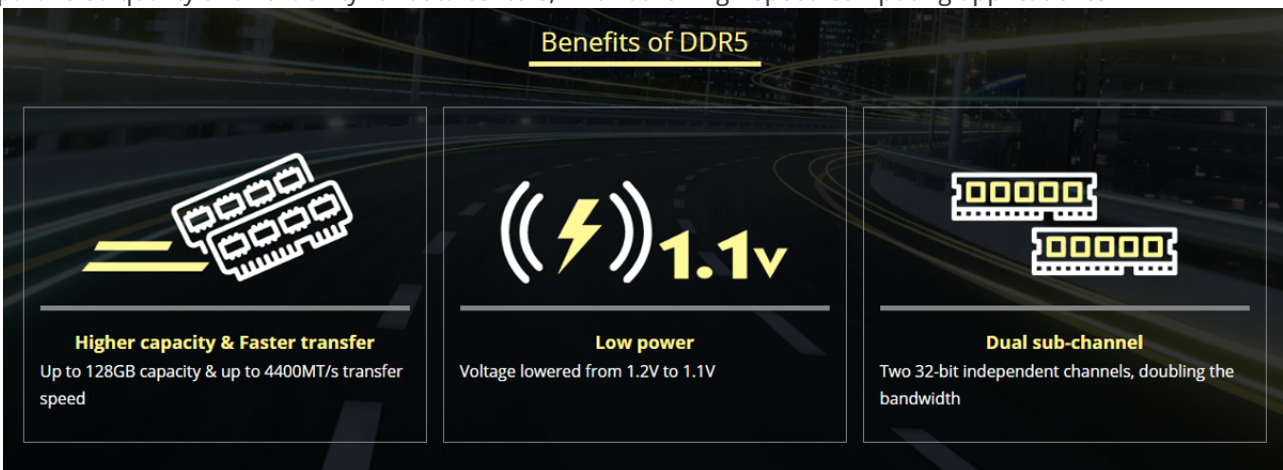 Benefits of DDR5
1.1v
Higher capacity & Faster transfer
Up to 128GB capacity & up to 4400MT/s transfer
speed
Low power
Voltage lowered from 1.2V to 1.1V
Dual sub-channel
Two 32-bit independent channels, doubling the
bandwidth